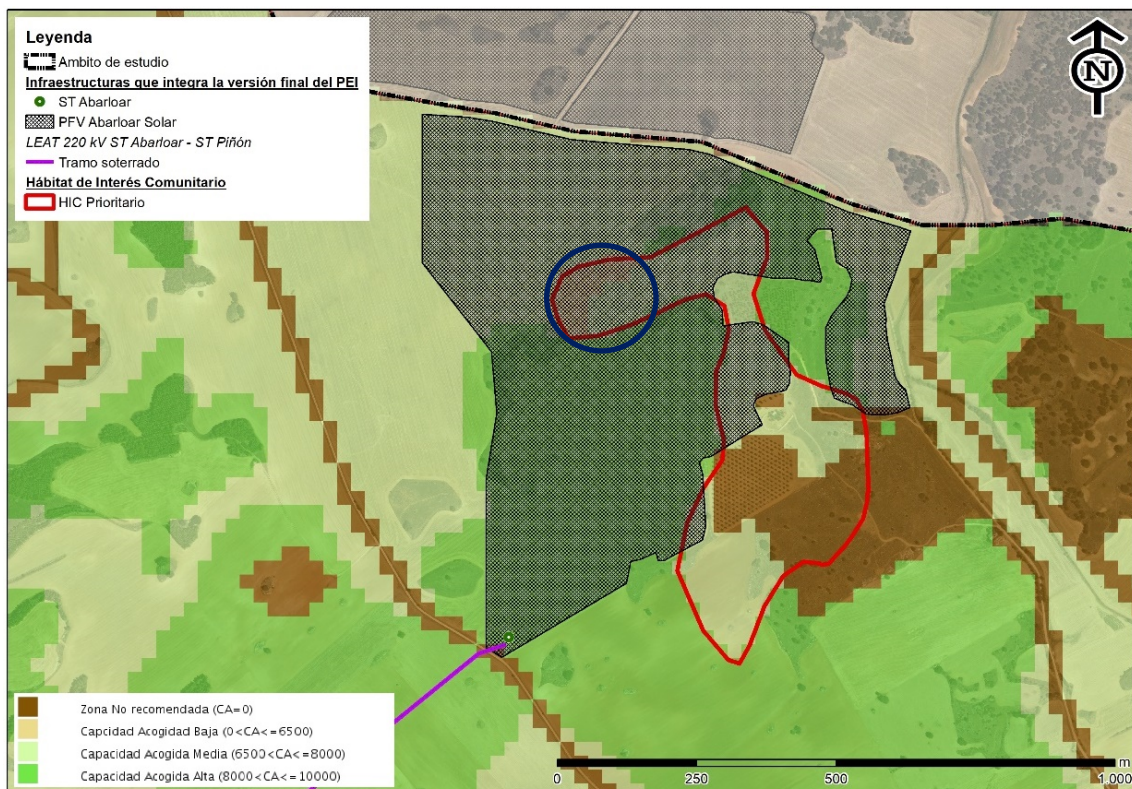 Leyenda
Ambito de estudio
Infraestructuras que integra la versión final del PEI
ST Abarloar
PFV Abarloar Solar
LEAT 220 kV ST Abarloar - ST Piñón
Tramo soterrado
Hábitat de Interés Comunitario
HIC Prioritario
N
Zona No recomendada (CA=0)
Capcidad Acogidad Baja (0<CA<=6500)
Capacidad Acogida Media (6500<CA<=8000)
Capacidad Acogida Alta (8000<CA<=10000)
m
0 250 500 1.000